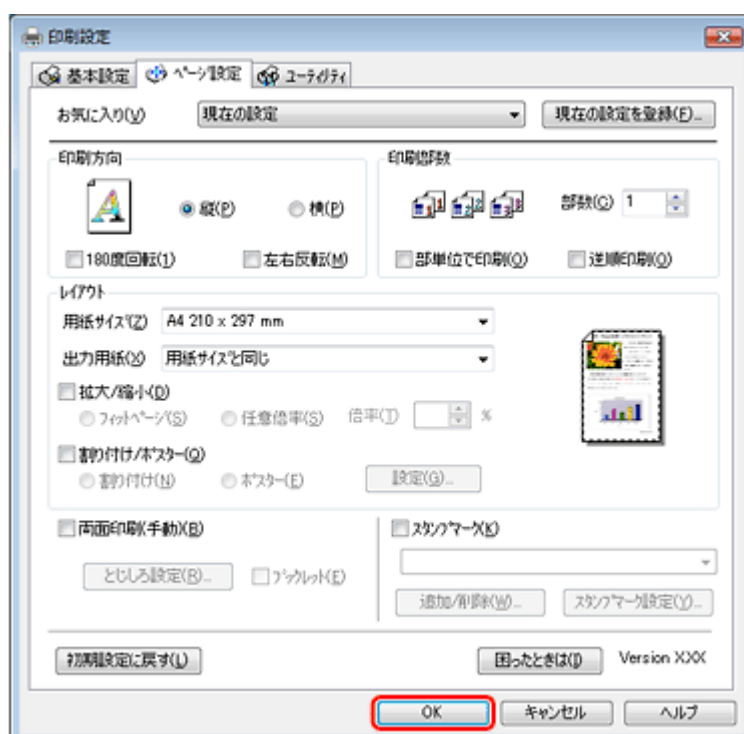 印刷設定
基本設定 ページ設定 ユーティリティ
お気に入り(V) 現在の設定 現在の設定を登録(F)...
印刷方向 印刷部数
縦(P) 横(P) 部数(C) 1
180度回転(1) 左右反転(M) 部単位で印刷(O) 逆順印刷(O)
レイアウト
用紙サイズ(Z) A4 210 x 297 mm
出力用紙(X) 用紙サイズと同じ
拡大/縮小(D)
フィットページ(S) 任意倍率(S) 倍率(T) %
割り付け/ポスター(Q)
割り付け(N) ポスター(E) 設定(G)...
両面印刷(手動)(B) スタンプマーク(K)
とじしろ設定(R)... ブックレット(E)
追加/削除(W)... スタンプマーク設定(Y)...
初期設定に戻す(L) 困ったときは(I) Version XXX
OK キャンセル ヘルプ